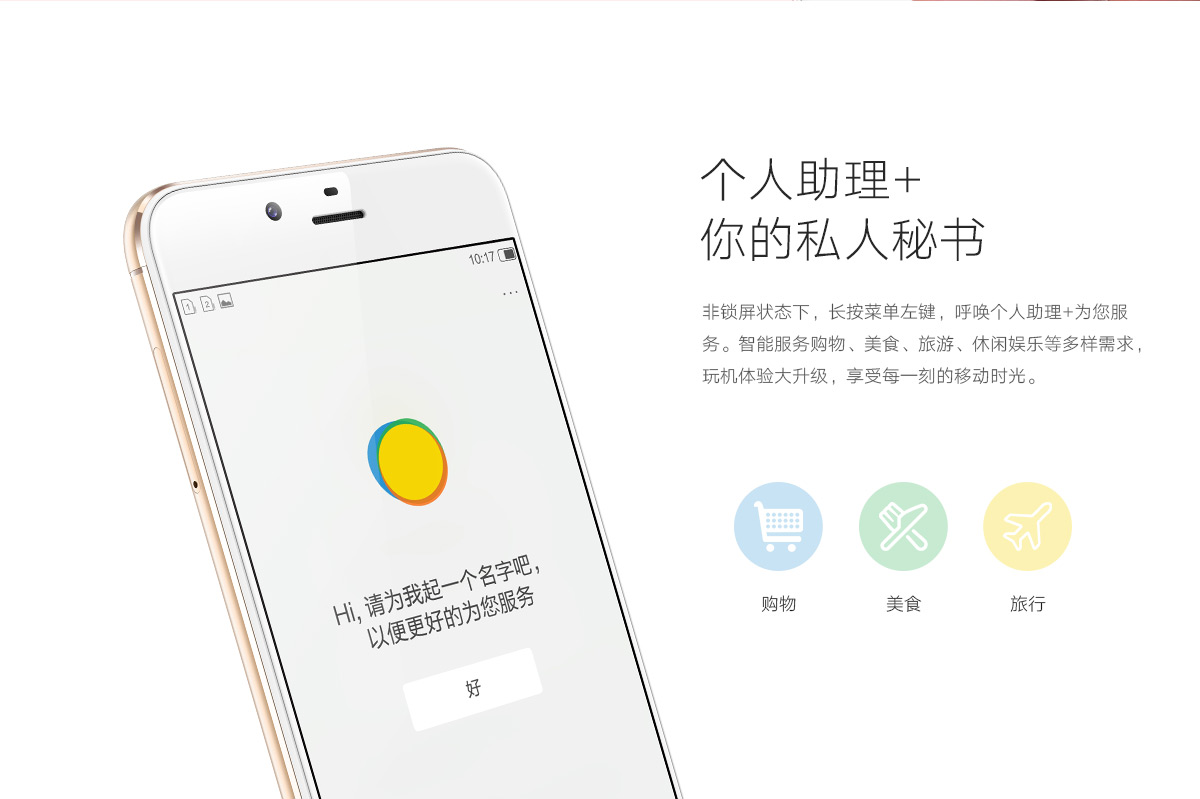 个人助理+
你的私人秘书
非锁屏状态下，长按菜单左键，呼唤个人助理+为您服
务。智能服务购物、美食、旅游、休闲娱乐等多样需求，
玩机体验大升级，享受每一刻的移动时光。
购物
美食
旅行
10:17
1
2
...
Hi, 请为我起一个名字吧，
以便更好的为您服务
好